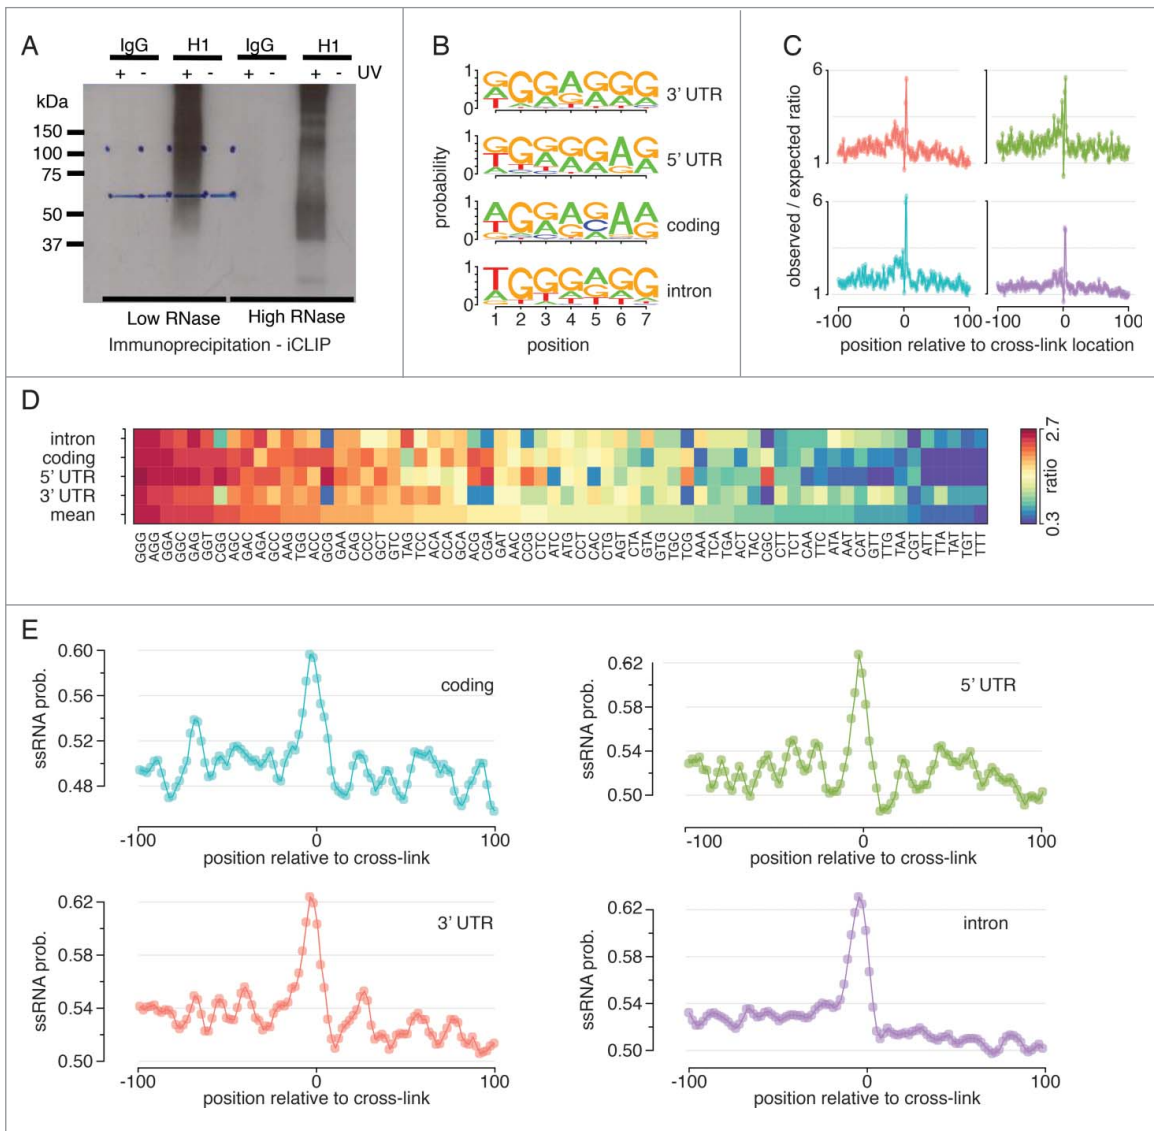 A
IgG H1 IgG H1
+ - + - + - + - UV
kDa
150
100
75
50
37
Low RNase High RNase
Immunoprecipitation - iCLIP
B
probability
1
0
3' UTR
1
0
5' UTR
1
0
coding
1
0
intron
1 2 3 4 5 6 7
position
C
observed / expected ratio
6
1
6
1
-100 0 100 -100 0 100
position relative to cross-link location
D
intron
coding
5' UTR
3' UTR
mean
GGG AGG GGA GGC GAG GGT CGG AGC GAC AGA GCC AAG TGG ACC GCG GAA CAG CCC GCT GTC TAG TCC ACA CCA GCA ACG CGA GAT AAC CCG CTC ATC ATG CCT CAC CTG AGT CTA GTA GTG TGC TCG AAA TCA TGA ACT TAC CGC CTT TCT CAA TTC ATA AAT CAT GTT TTG TAA CGT ATT TTA TAT TGT TTT
2.7
ratio
0.3
E
0.60
0.56
0.52
0.48
ssRNA prob.
coding
-100 0 100
position relative to cross-link
0.62
0.58
0.54
0.50
ssRNA prob.
5' UTR
-100 0 100
position relative to cross-link
0.62
0.58
0.54
0.50
ssRNA prob.
3' UTR
-100 0 100
position relative to cross-link
0.62
0.58
0.54
0.50
ssRNA prob.
intron
-100 0 100
position relative to cross-link